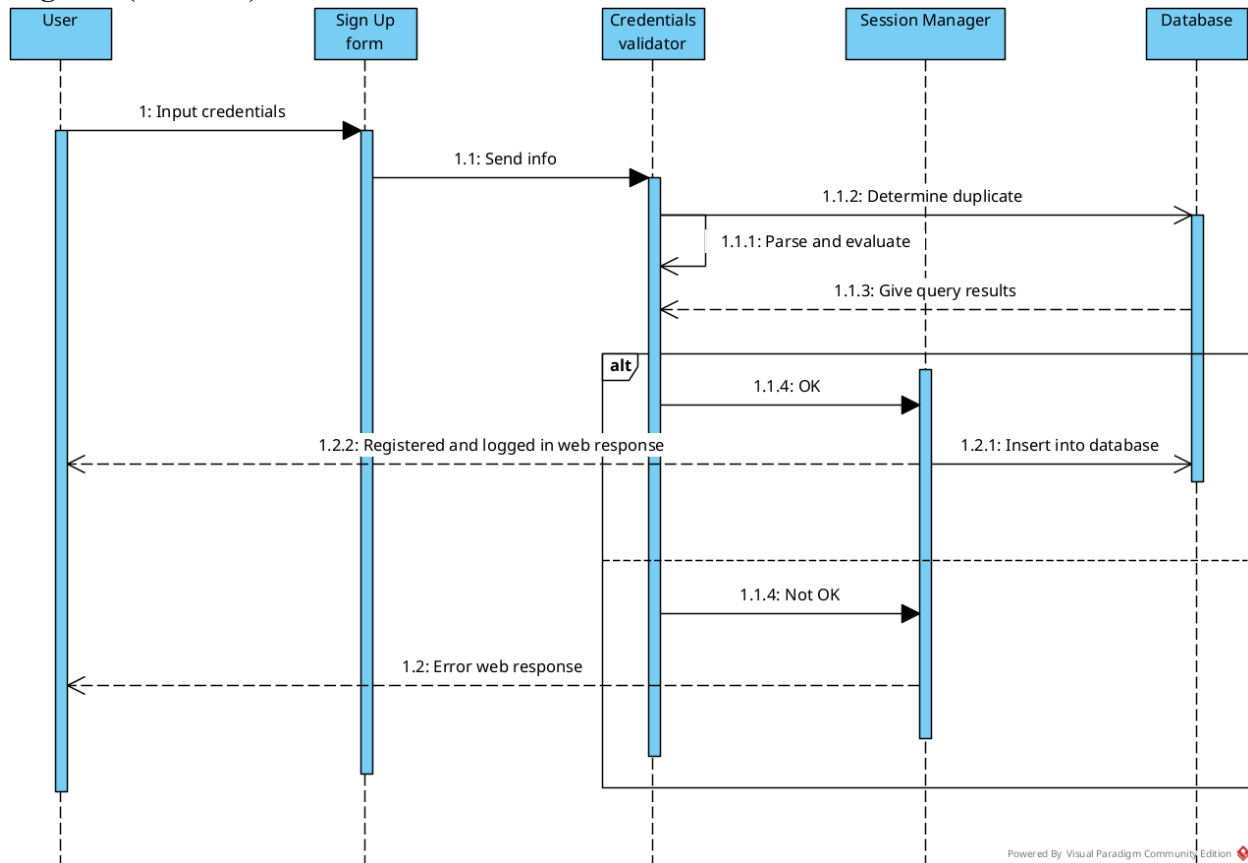 User
Sign Up
form
Credentials
validator
Session Manager
Database
1: Input credentials
1.1: Send info
1.1.2: Determine duplicate
1.1.1: Parse and evaluate
1.1.3: Give query results
alt
1.1.4: OK
1.2.2: Registered and logged in web response
1.2.1: Insert into database
1.1.4: Not OK
1.2: Error web response
Powered By Visual Paradigm Community Edition